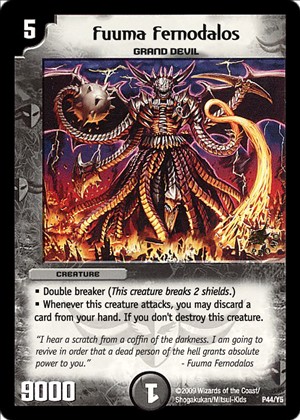 5
Fuuma Fernodalos
GRAND DEVIL
CREATURE
▪ Double breaker (This creature breaks 2 shields.)
▪ Whenever this creature attacks, you may discard a
card from your hand. If you don't destroy this creature.
"I hear a scratch from a coffin of the darkness. I am going to
revive in order that a dead person of the hell grants absolute
power to you."
- Fuuma Fernodalos
9000
1
©2009 Wizards of the Coast/
Shogakukan/Mitsui-Kids
P44/Y5